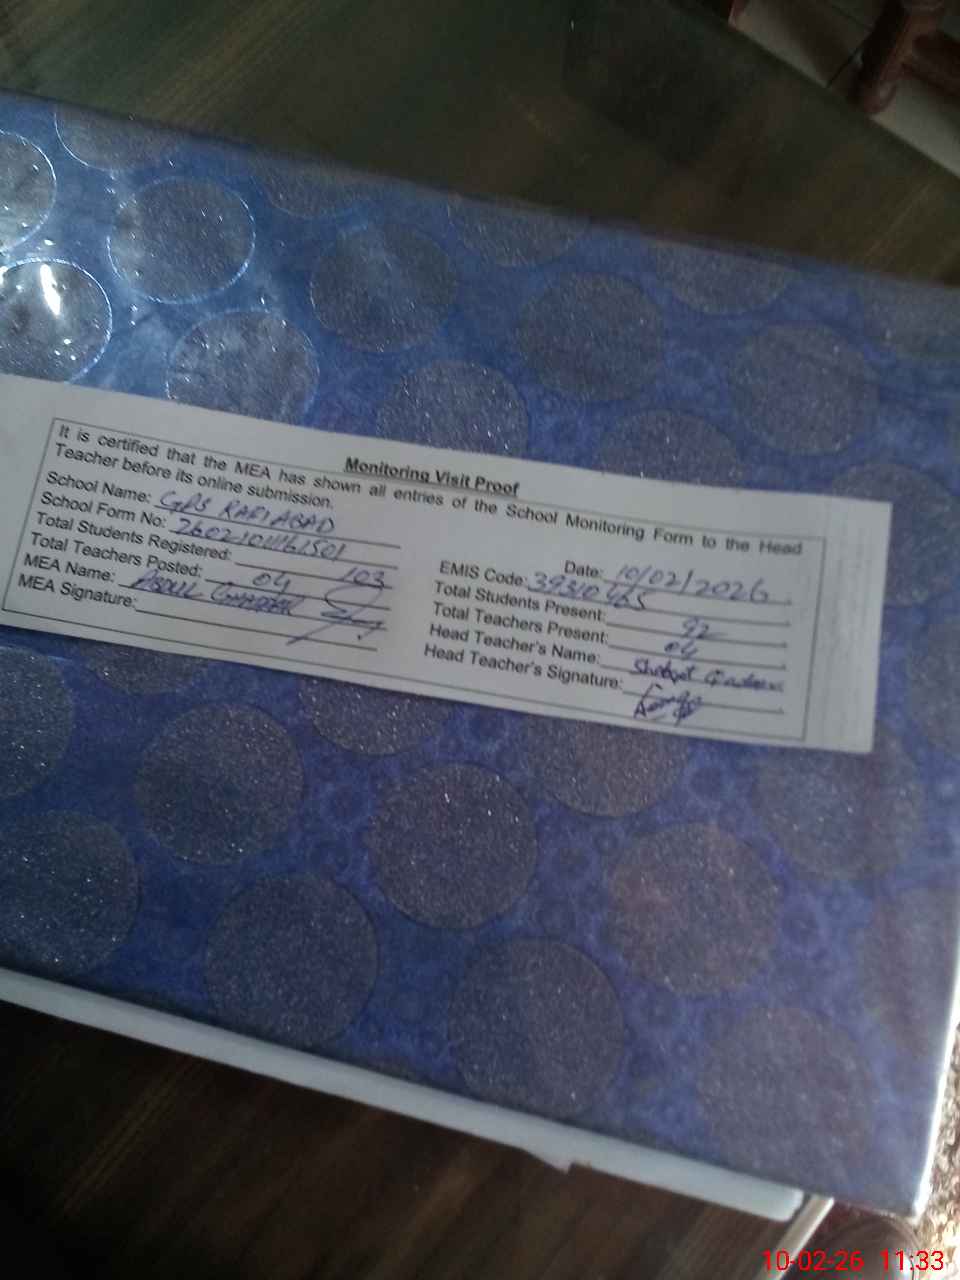 Monitoring Visit Proof
It is certified that the MEA has shown all entries of the School Monitoring Form to the Head
Teacher before its online submission.
Date: 10/02/2026
School Name: GPS RAFIABAD
EMIS Code: 39310465
School Form No:
Total Students Present: 92
Total Students Registered: 103
Total Teachers Present: 04
Total Teachers Posted: 04
Head Teacher's Name:
MEA Name: ABDUL
Head Teacher's Signature:
MEA Signature:
10-02-26 11:33